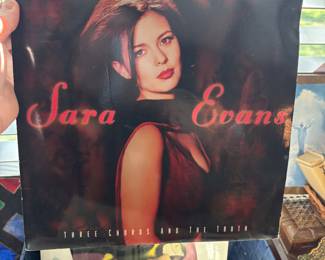 Sara Evans
THREE CHORDS AND THE TRUTH